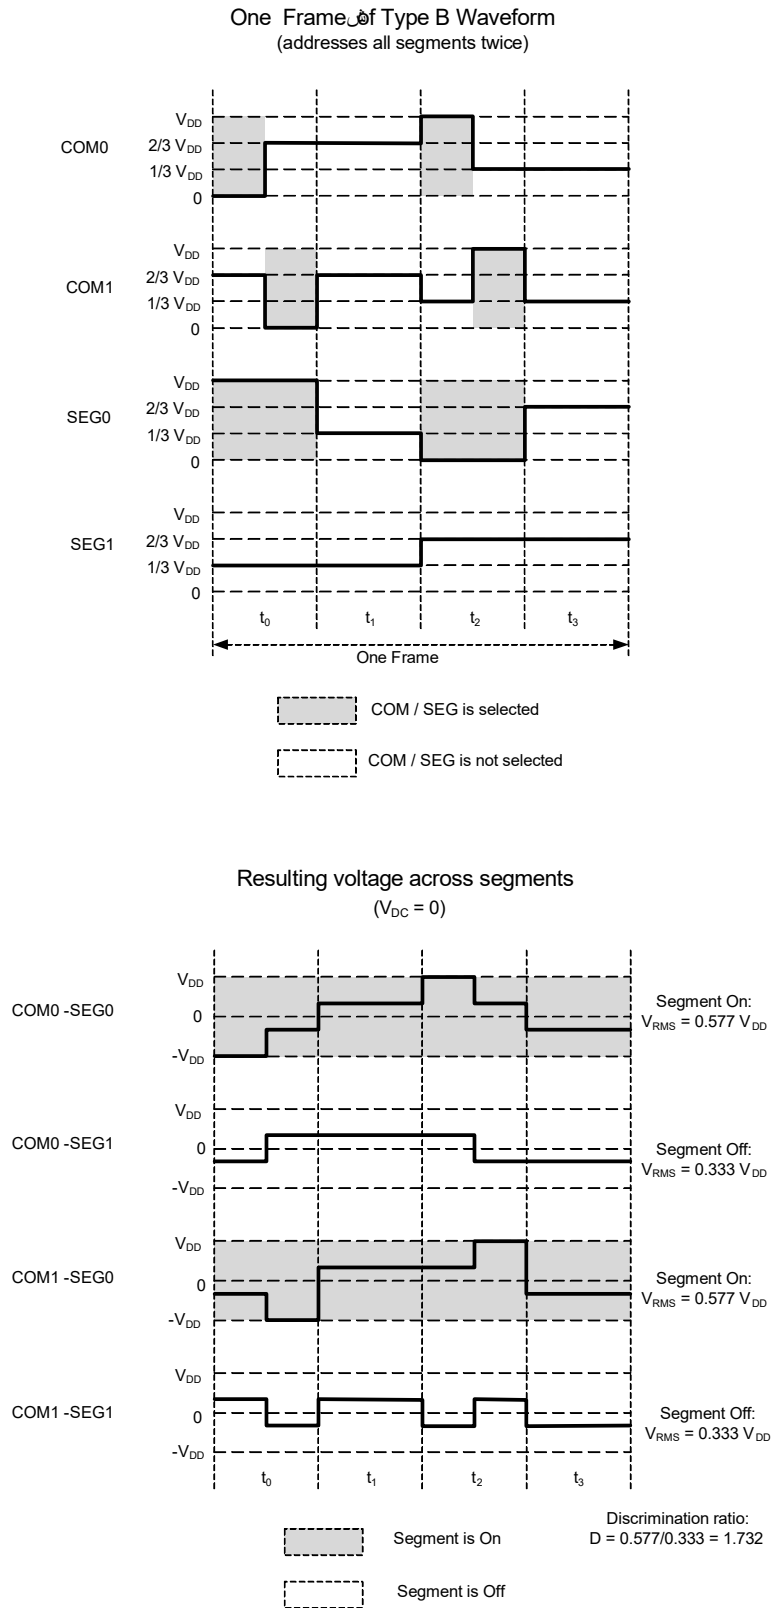 One Frame of Type B Waveform
(addresses all segments twice)
COM0
VDD
2/3 VDD
1/3 VDD
0
COM1
VDD
2/3 VDD
1/3 VDD
0
SEG0
VDD
2/3 VDD
1/3 VDD
0
SEG1
VDD
2/3 VDD
1/3 VDD
0
t0 t1 t2 t3
One Frame
COM / SEG is selected
COM / SEG is not selected
Resulting voltage across segments
(VDC = 0)
COM0 -SEG0
VDD
0
-VDD
Segment On:
VRMS = 0.577 VDD
COM0 -SEG1
VDD
0
-VDD
Segment Off:
VRMS = 0.333 VDD
COM1 -SEG0
VDD
0
-VDD
Segment On:
VRMS = 0.577 VDD
COM1 -SEG1
VDD
0
-VDD
Segment Off:
VRMS = 0.333 VDD
t0 t1 t2 t3
Segment is On
Segment is Off
Discrimination ratio:
D = 0.577/0.333 = 1.732